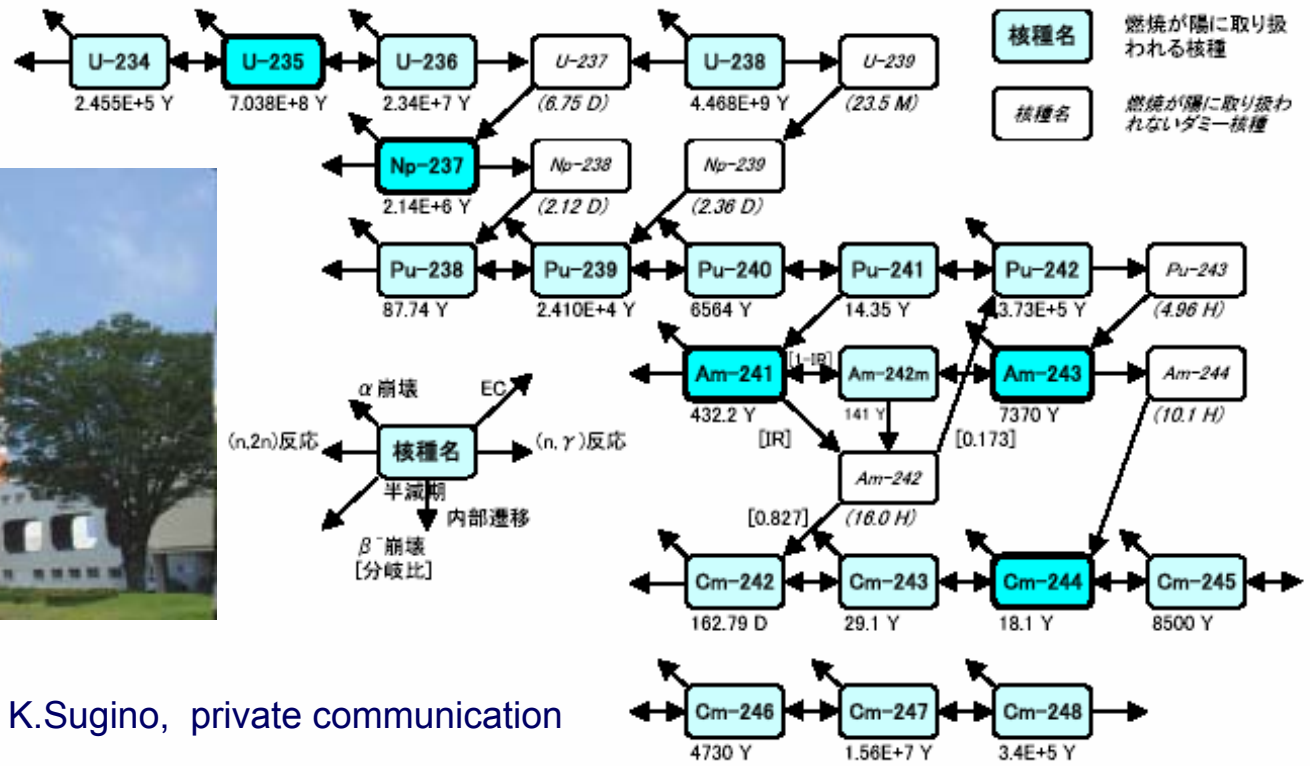 U-234
U-235
U-236
U-237
U-238
U-239
2.455E+5 Y
7.038E+8 Y
2.34E+7 Y
(6.75 D)
4.468E+9 Y
(23.5 M)
核種名
燃焼が陽に取り扱
われる核種
核種名
燃焼が陽に取り扱わ
れないダミー核種
Np-237
Np-238
Np-239
2.14E+6 Y
(2.12 D)
(2.36 D)
Pu-238
Pu-239
Pu-240
Pu-241
Pu-242
Pu-243
87.74 Y
2.410E+4 Y
6564 Y
14.35 Y
3.73E+5 Y
(4.96 H)
Am-241
[1-IR]
Am-242m
Am-243
Am-244
432.2 Y
141 Y
7370 Y
(10.1 H)
[IR]
[0.173]
Am-242
[0.827]
(16.0 H)
α崩壊
EC
(n,2n)反応
核種名
(n,γ)反応
半減期
内部遷移
β⁻崩壊
[分岐比]
Cm-242
Cm-243
Cm-244
Cm-245
162.79 D
29.1 Y
18.1 Y
8500 Y
Cm-246
Cm-247
Cm-248
4730 Y
1.56E+7 Y
3.4E+5 Y
K.Sugino, private communication